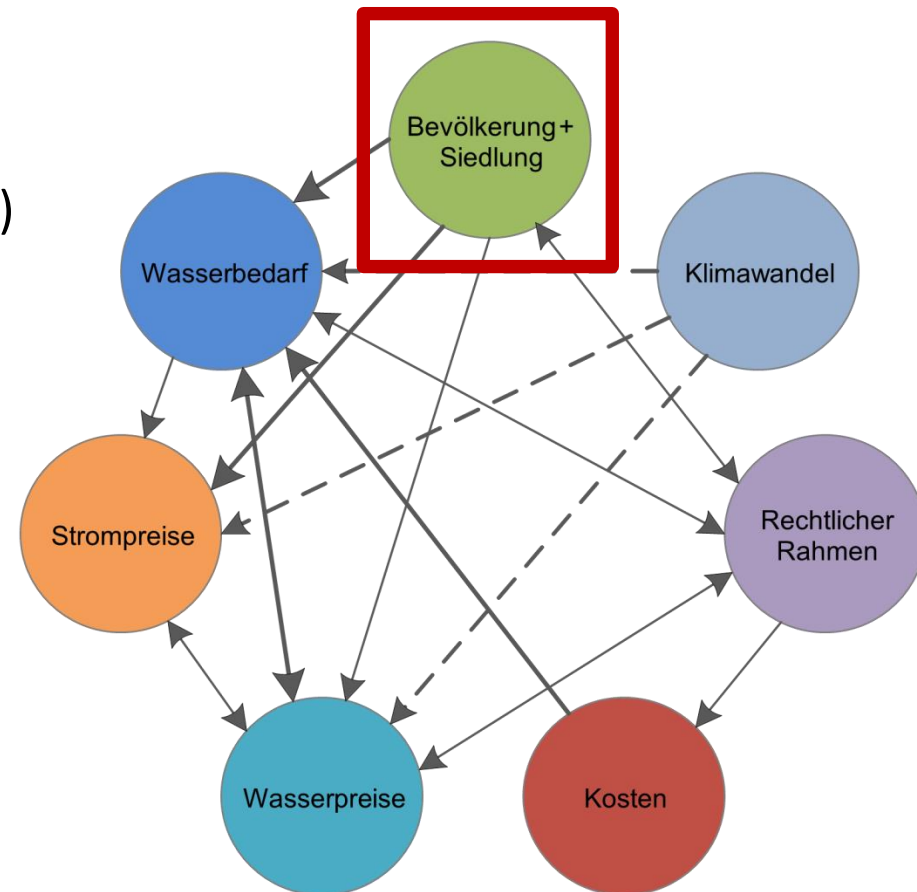 Bevölkerung+
Siedlung
)
Wasserbedarf
Klimawandel
Strompreise
Rechtlicher
Rahmen
Wasserpreise
Kosten